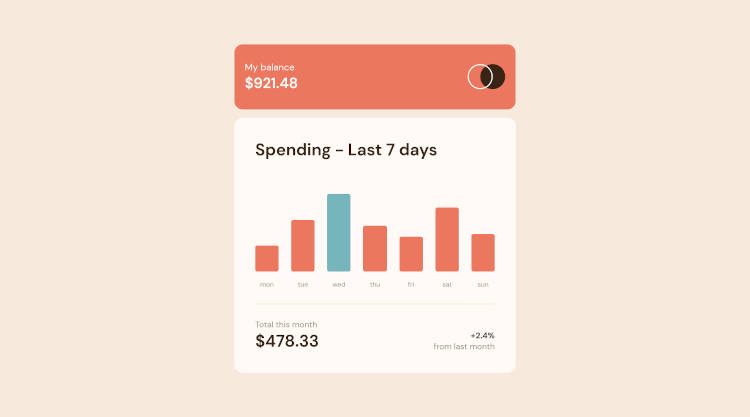 My balance
$921.48
Spending - Last 7 days
mon tue wed thu fri sat sun
Total this month
$478.33
+2.4%
from last month